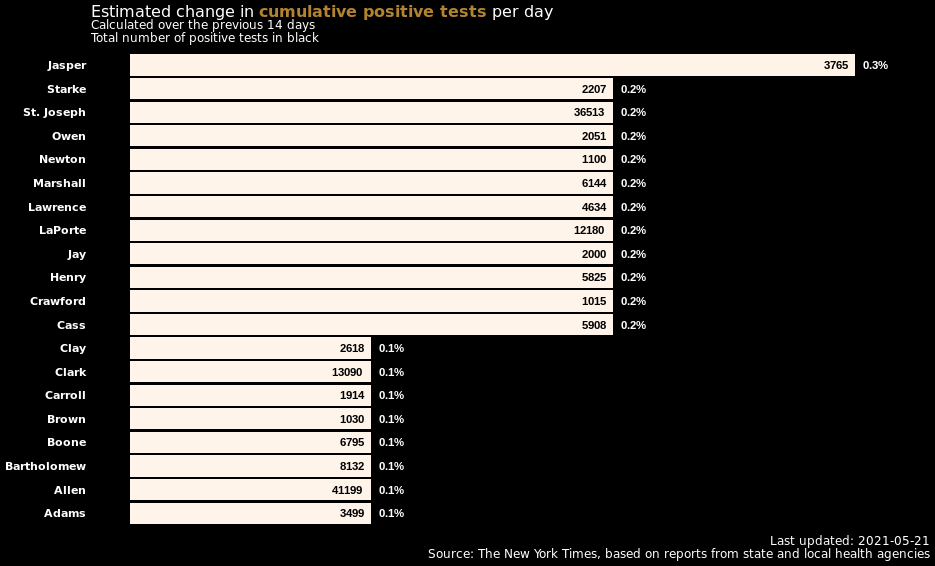 Estimated change in cumulative positive tests per day
Calculated over the previous 14 days
Total number of positive tests in black
Jasper 3765 0.3%
Starke 2207 0.2%
St. Joseph 36513 0.2%
Owen 2051 0.2%
Newton 1100 0.2%
Marshall 6144 0.2%
Lawrence 4634 0.2%
LaPorte 12180 0.2%
Jay 2000 0.2%
Henry 5825 0.2%
Crawford 1015 0.2%
Cass 5908 0.2%
Clay 2618 0.1%
Clark 13090 0.1%
Carroll 1914 0.1%
Brown 1030 0.1%
Boone 6795 0.1%
Bartholomew 8132 0.1%
Allen 41199 0.1%
Adams 3499 0.1%
Last updated: 2021-05-21
Source: The New York Times, based on reports from state and local health agencies